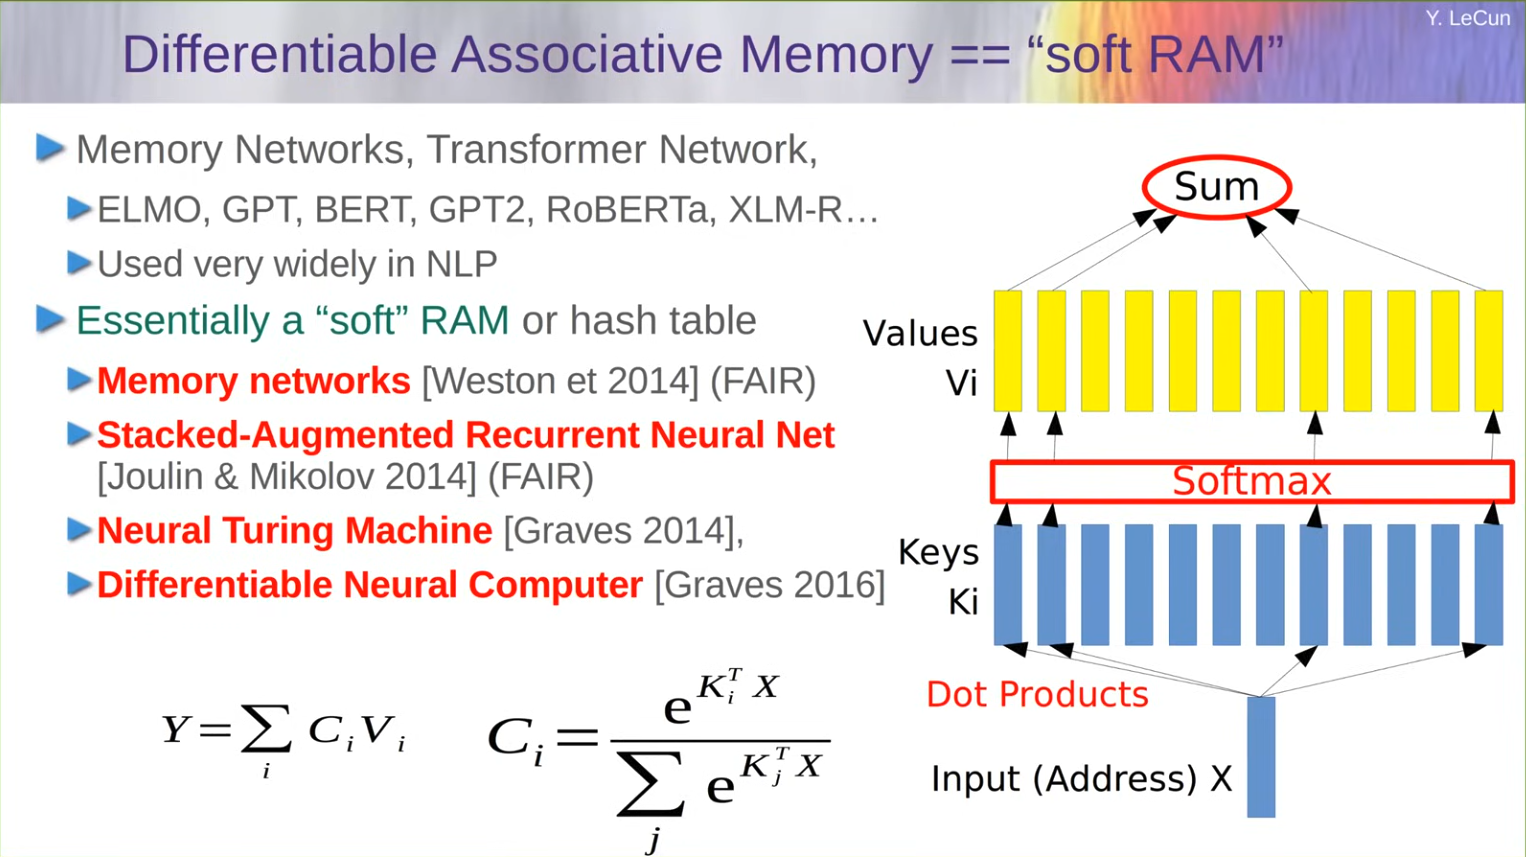 Y. LeCun
Differentiable Associative Memory == “soft RAM”
Memory Networks, Transformer Network,
ELMO, GPT, BERT, GPT2, RoBERTa, XLM-R…
Used very widely in NLP
Essentially a “soft” RAM or hash table
Memory networks [Weston et 2014] (FAIR)
Stacked-Augmented Recurrent Neural Net
[Joulin & Mikolov 2014] (FAIR)
Neural Turing Machine [Graves 2014],
Differentiable Neural Computer [Graves 2016]
Y=∑_i C_i V_i
C_i = e^{K_i^T X} / ∑_j e^{K_j^T X}
Sum
Values
Vi
Softmax
Keys
Ki
Dot Products
Input (Address) X